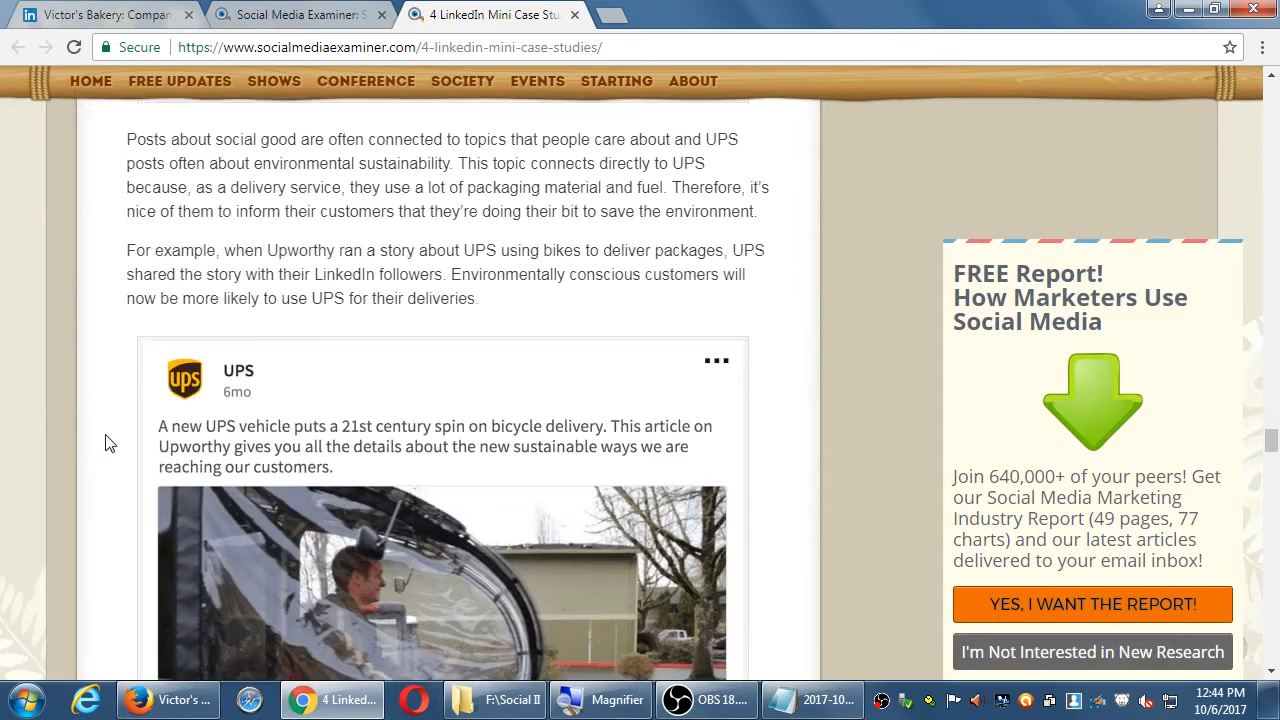 Victor's Bakery: Company
Social Media Examiner: S
4 LinkedIn Mini Case Stu
Secure
https://www.socialmediaexaminer.com/4-linkedin-mini-case-studies/
HOME FREE UPDATES SHOWS CONFERENCE SOCIETY EVENTS STARTING ABOUT
Posts about social good are often connected to topics that people care about and UPS
posts often about environmental sustainability. This topic connects directly to UPS
because, as a delivery service, they use a lot of packaging material and fuel. Therefore, it's
nice of them to inform their customers that they're doing their bit to save the environment.
For example, when Upworthy ran a story about UPS using bikes to deliver packages, UPS
shared the story with their LinkedIn followers. Environmentally conscious customers will
now be more likely to use UPS for their deliveries.
ups
UPS
6mo
A new UPS vehicle puts a 21st century spin on bicycle delivery. This article on
Upworthy gives you all the details about the new sustainable ways we are
reaching our customers.
FREE Report!
How Marketers Use
Social Media
Join 640,000+ of your peers! Get
our Social Media Marketing
Industry Report (49 pages, 77
charts) and our latest articles
delivered to your email inbox!
YES, I WANT THE REPORT!
I'm Not Interested in New Research
Victor's ...
4 Linked...
F:\Social II
Magnifier
OBS 18....
2017-10...
12:44 PM
10/6/2017